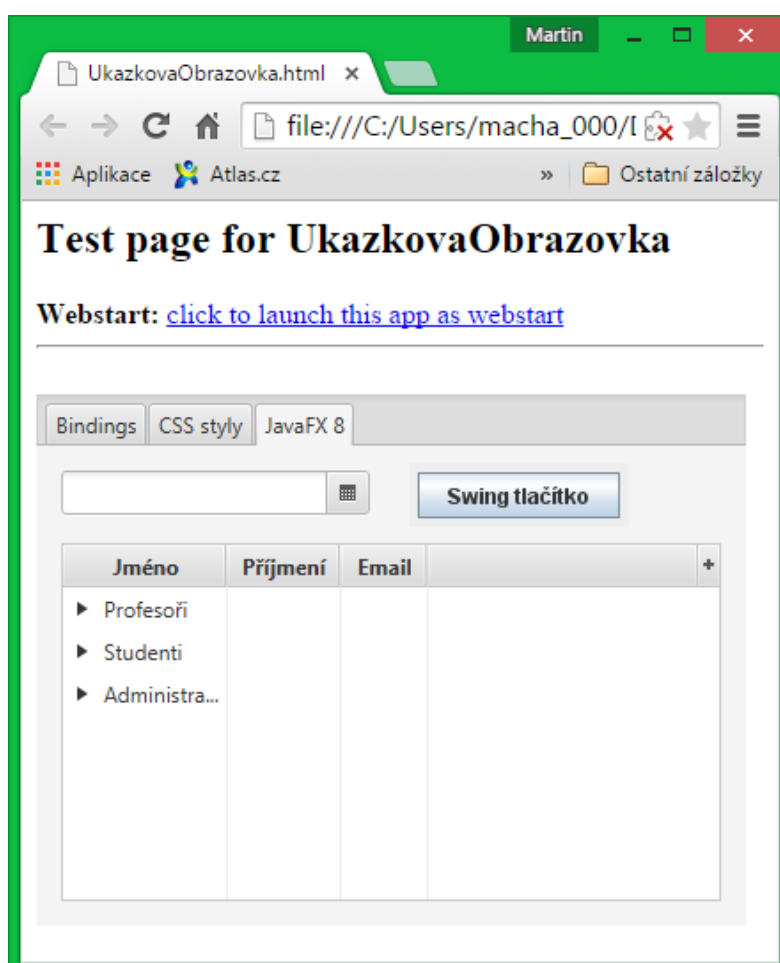 Martin
UkazkovaObrazovka.html
file:///C:/Users/macha_000/
Aplikace Atlas.cz » Ostatní záložky
Test page for UkazkovaObrazovka
Webstart: click to launch this app as webstart
Bindings CSS styly JavaFX 8
Swing tlačítko
Jméno Příjmení Email +
Profesoři
Studenti
Administra...